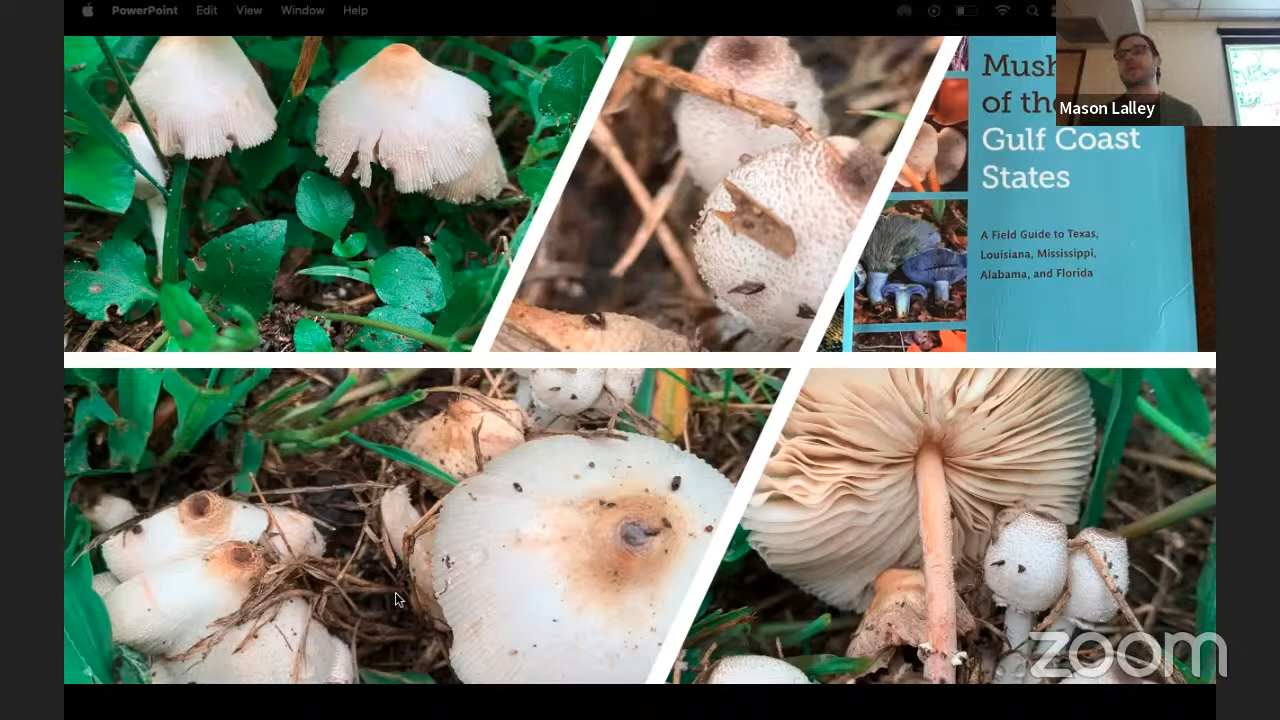 PowerPoint Edit View Window Help
Mush
of the
Gulf Coast
States
A Field Guide to Texas,
Louisiana, Mississippi,
Alabama, and Florida
Mason Lalley
zoom